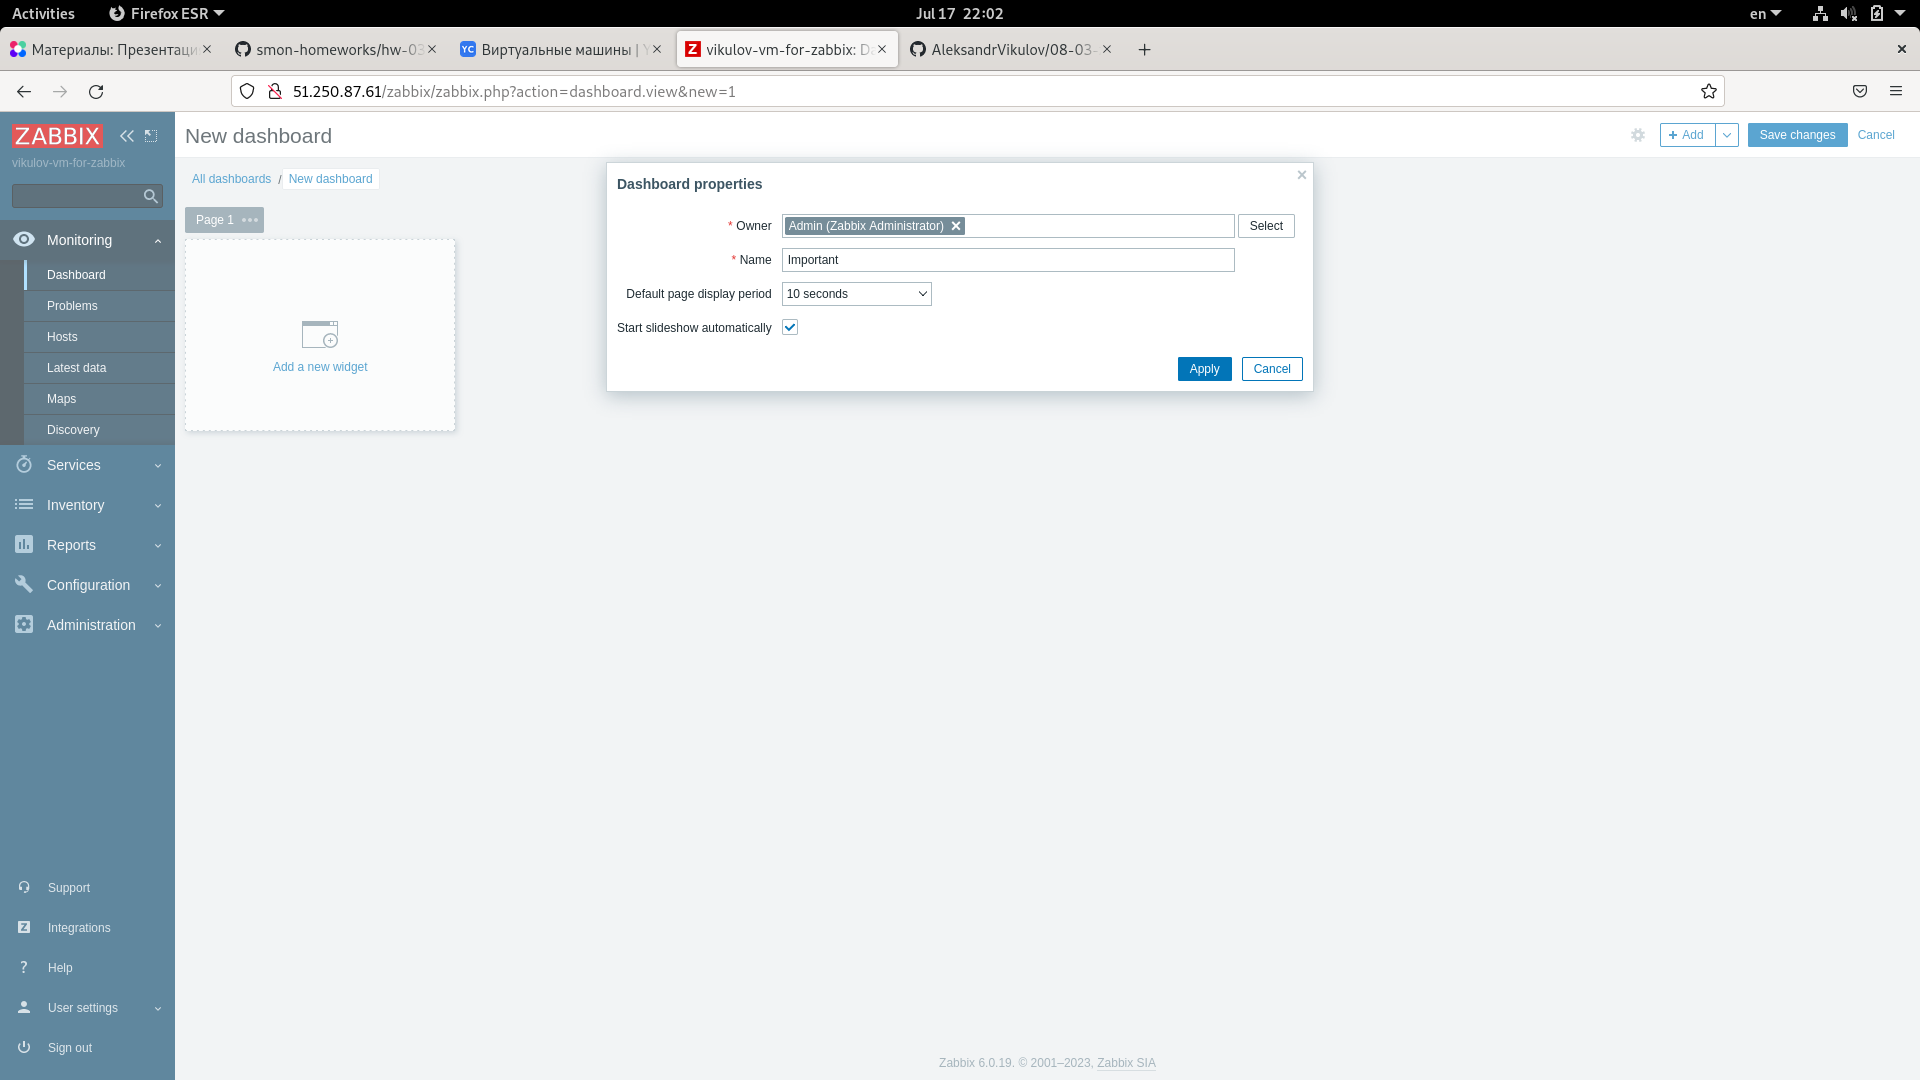 Activities
Firefox ESR
Jul 17 22:02
en
Материалы: Презентаци
smon-homeworks/hw-03
Виртуальные машины |
vikulov-vm-for-zabbix: D
AleksandrVikulov/08-03-
51.250.87.61/zabbix/zabbix.php?action=dashboard.view&new=1
ZABBIX
vikulov-vm-for-zabbix
Monitoring
Dashboard
Problems
Hosts
Latest data
Maps
Discovery
Services
Inventory
Reports
Configuration
Administration
Support
Integrations
Help
User settings
Sign out
New dashboard
+ Add
Save changes
Cancel
All dashboards / New dashboard
Page 1
Add a new widget
Dashboard properties
* Owner
Admin (Zabbix Administrator)
Select
* Name
Important
Default page display period
10 seconds
Start slideshow automatically
Apply
Cancel
Zabbix 6.0.19. © 2001–2023, Zabbix SIA